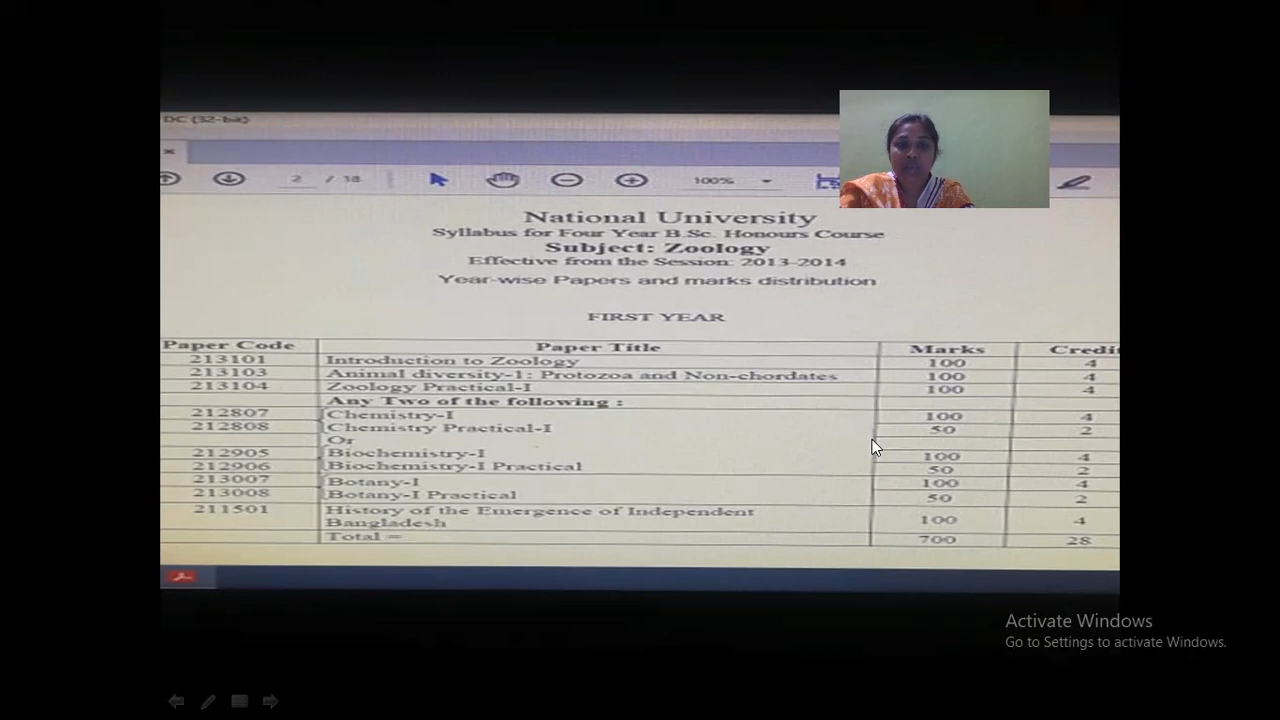 DC (32-bit)
2 / 18 100%
National University
Syllabus for Four Year B.Sc. Honours Course
Subject: Zoology
Effective from the Session: 2013-2014
Year-wise Papers and marks distribution
FIRST YEAR
Paper Code Paper Title Marks Credit
213101 Introduction to Zoology 100 4
213103 Animal diversity-1: Protozoa and Non-chordates 100 4
213104 Zoology Practical-I 100 4
Any Two of the following :
212807 Chemistry-I 100 4
212808 Chemistry Practical-I 50 2
Or
212905 Biochemistry-I 100 4
212906 Biochemistry-I Practical 50 2
213007 Botany-I 100 4
213008 Botany-I Practical 50 2
211501 History of the Emergence of Independent
Bangladesh 100 4
Total = 700 28
Activate Windows
Go to Settings to activate Windows.